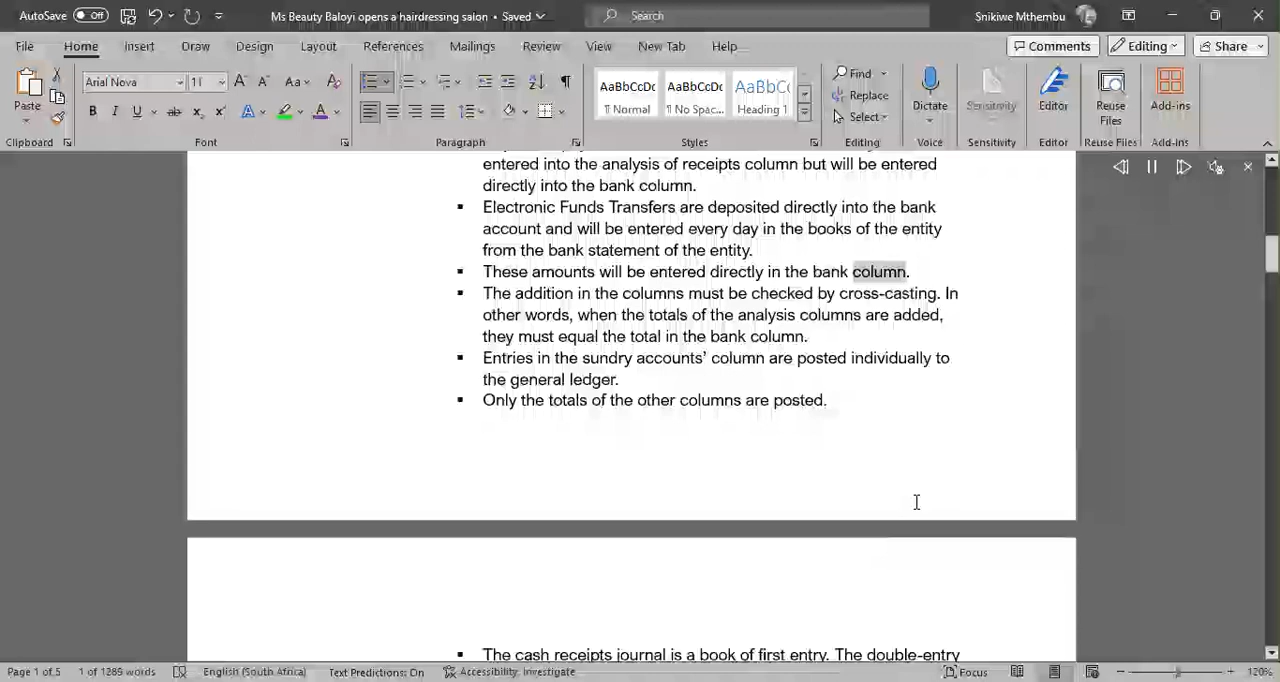 AutoSave Off Ms Beauty Baloyi opens a hairdressing salon • Saved Search Snikiwe Mthembu
File Home Insert Draw Design Layout References Mailings Review View New Tab Help Comments Editing Share
Paste Arial Nova 11 A A Aa A AaBbCcDc AaBbCcDc AaBbCc Find Replace Select Dictate Sensitivity Editor Reuse Files Add-ins
B I U ab x₂ x² A A ¶ Normal ¶ No Spac... Heading 1
Clipboard Font Paragraph Styles Editing Voice Sensitivity Editor Reuse Files Add-ins
entered into the analysis of receipts column but will be entered
directly into the bank column.
▪ Electronic Funds Transfers are deposited directly into the bank
account and will be entered every day in the books of the entity
from the bank statement of the entity.
▪ These amounts will be entered directly in the bank column.
▪ The addition in the columns must be checked by cross-casting. In
other words, when the totals of the analysis columns are added,
they must equal the total in the bank column.
▪ Entries in the sundry accounts’ column are posted individually to
the general ledger.
▪ Only the totals of the other columns are posted.
▪ The cash receipts journal is a book of first entry. The double-entry
Page 1 of 5 1 of 1289 words English (South Africa) Text Predictions: On Accessibility: Investigate Focus 120%